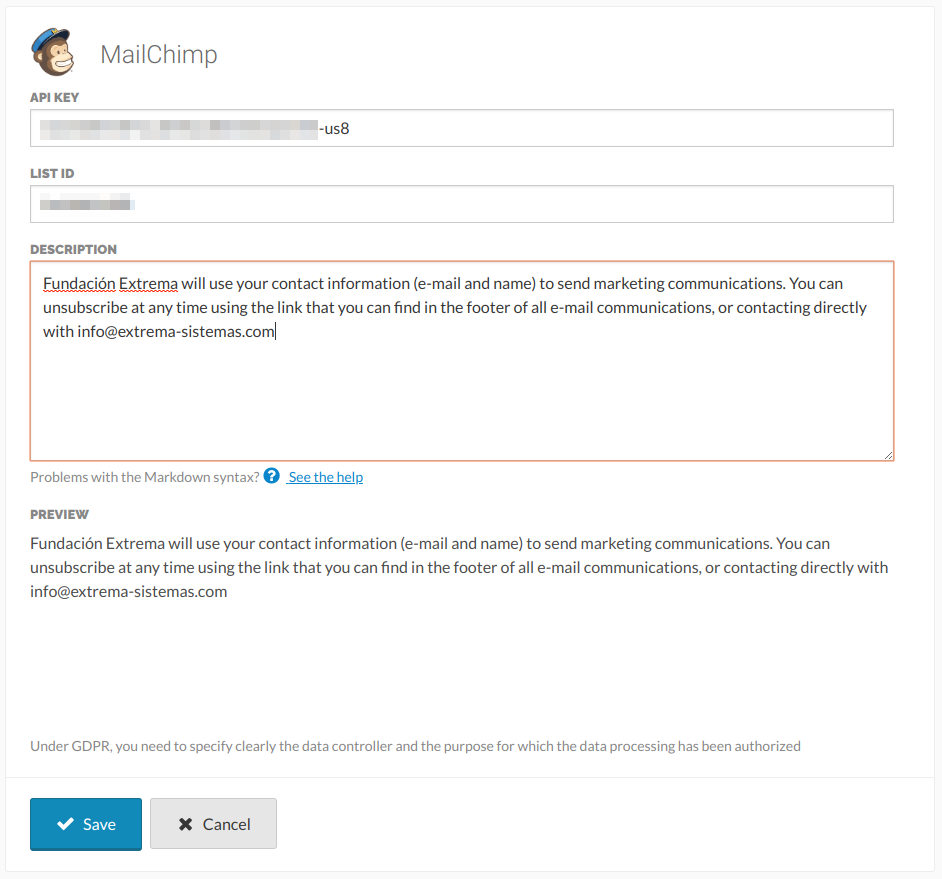 MailChimp
API KEY
-us8
LIST ID
DESCRIPTION
Fundación Extrema will use your contact information (e-mail and name) to send marketing communications. You can
unsubscribe at any time using the link that you can find in the footer of all e-mail communications, or contacting directly
with info@extrema-sistemas.com
Problems with the Markdown syntax? ? See the help
PREVIEW
Fundación Extrema will use your contact information (e-mail and name) to send marketing communications. You can
unsubscribe at any time using the link that you can find in the footer of all e-mail communications, or contacting directly with
info@extrema-sistemas.com
Under GDPR, you need to specify clearly the data controller and the purpose for which the data processing has been authorized
Save
Cancel